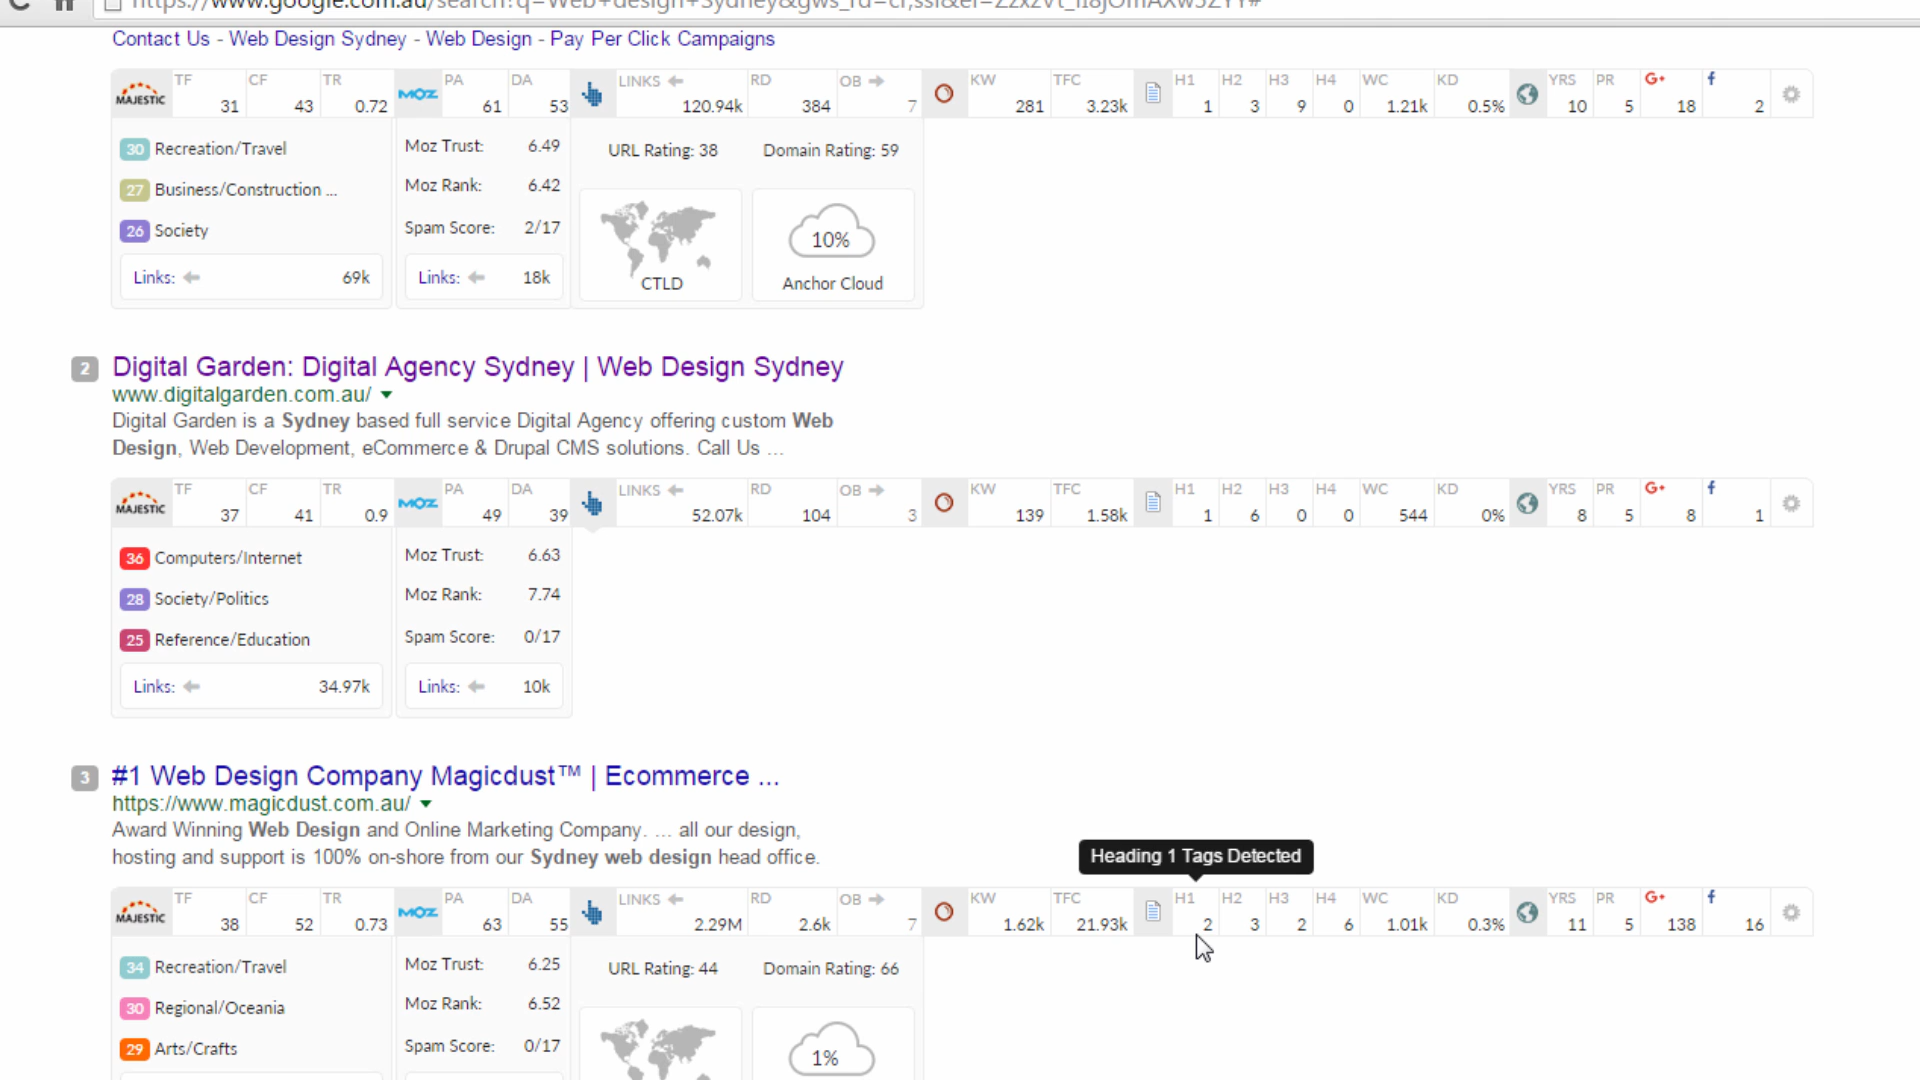 Contact Us - Web Design Sydney - Web Design - Pay Per Click Campaigns
MAJESTIC TF 31 CF 43 TR 0.72 MOZ PA 61 DA 53 LINKS 120.94k RD 384 OB 7 KW 281 TFC 3.23k H1 1 H2 3 H3 9 H4 0 WC 1.21k KD 0.5% YRS 10 PR 5 G+ 18 f 2
30 Recreation/Travel
27 Business/Construction ...
26 Society
Links: 69k
Moz Trust: 6.49
Moz Rank: 6.42
Spam Score: 2/17
Links: 18k
URL Rating: 38 Domain Rating: 59
CTLD
10%
Anchor Cloud
2 Digital Garden: Digital Agency Sydney | Web Design Sydney
www.digitalgarden.com.au/
Digital Garden is a Sydney based full service Digital Agency offering custom Web
Design, Web Development, eCommerce & Drupal CMS solutions. Call Us ...
MAJESTIC TF 37 CF 41 TR 0.9 MOZ PA 49 DA 39 LINKS 52.07k RD 104 OB 3 KW 139 TFC 1.58k H1 1 H2 6 H3 0 H4 0 WC 544 KD 0% YRS 8 PR 5 G+ 8 f 1
36 Computers/Internet
28 Society/Politics
25 Reference/Education
Links: 34.97k
Moz Trust: 6.63
Moz Rank: 7.74
Spam Score: 0/17
Links: 10k
3 #1 Web Design Company Magicdust™ | Ecommerce ...
https://www.magicdust.com.au/
Award Winning Web Design and Online Marketing Company. ... all our design,
hosting and support is 100% on-shore from our Sydney web design head office.
Heading 1 Tags Detected
MAJESTIC TF 38 CF 52 TR 0.73 MOZ PA 63 DA 55 LINKS 2.29M RD 2.6k OB 7 KW 1.62k TFC 21.93k H1 2 H2 3 H3 2 H4 6 WC 1.01k KD 0.3% YRS 11 PR 5 G+ 138 f 16
34 Recreation/Travel
30 Regional/Oceania
29 Arts/Crafts
Moz Trust: 6.25
Moz Rank: 6.52
Spam Score: 0/17
URL Rating: 44 Domain Rating: 66
1%